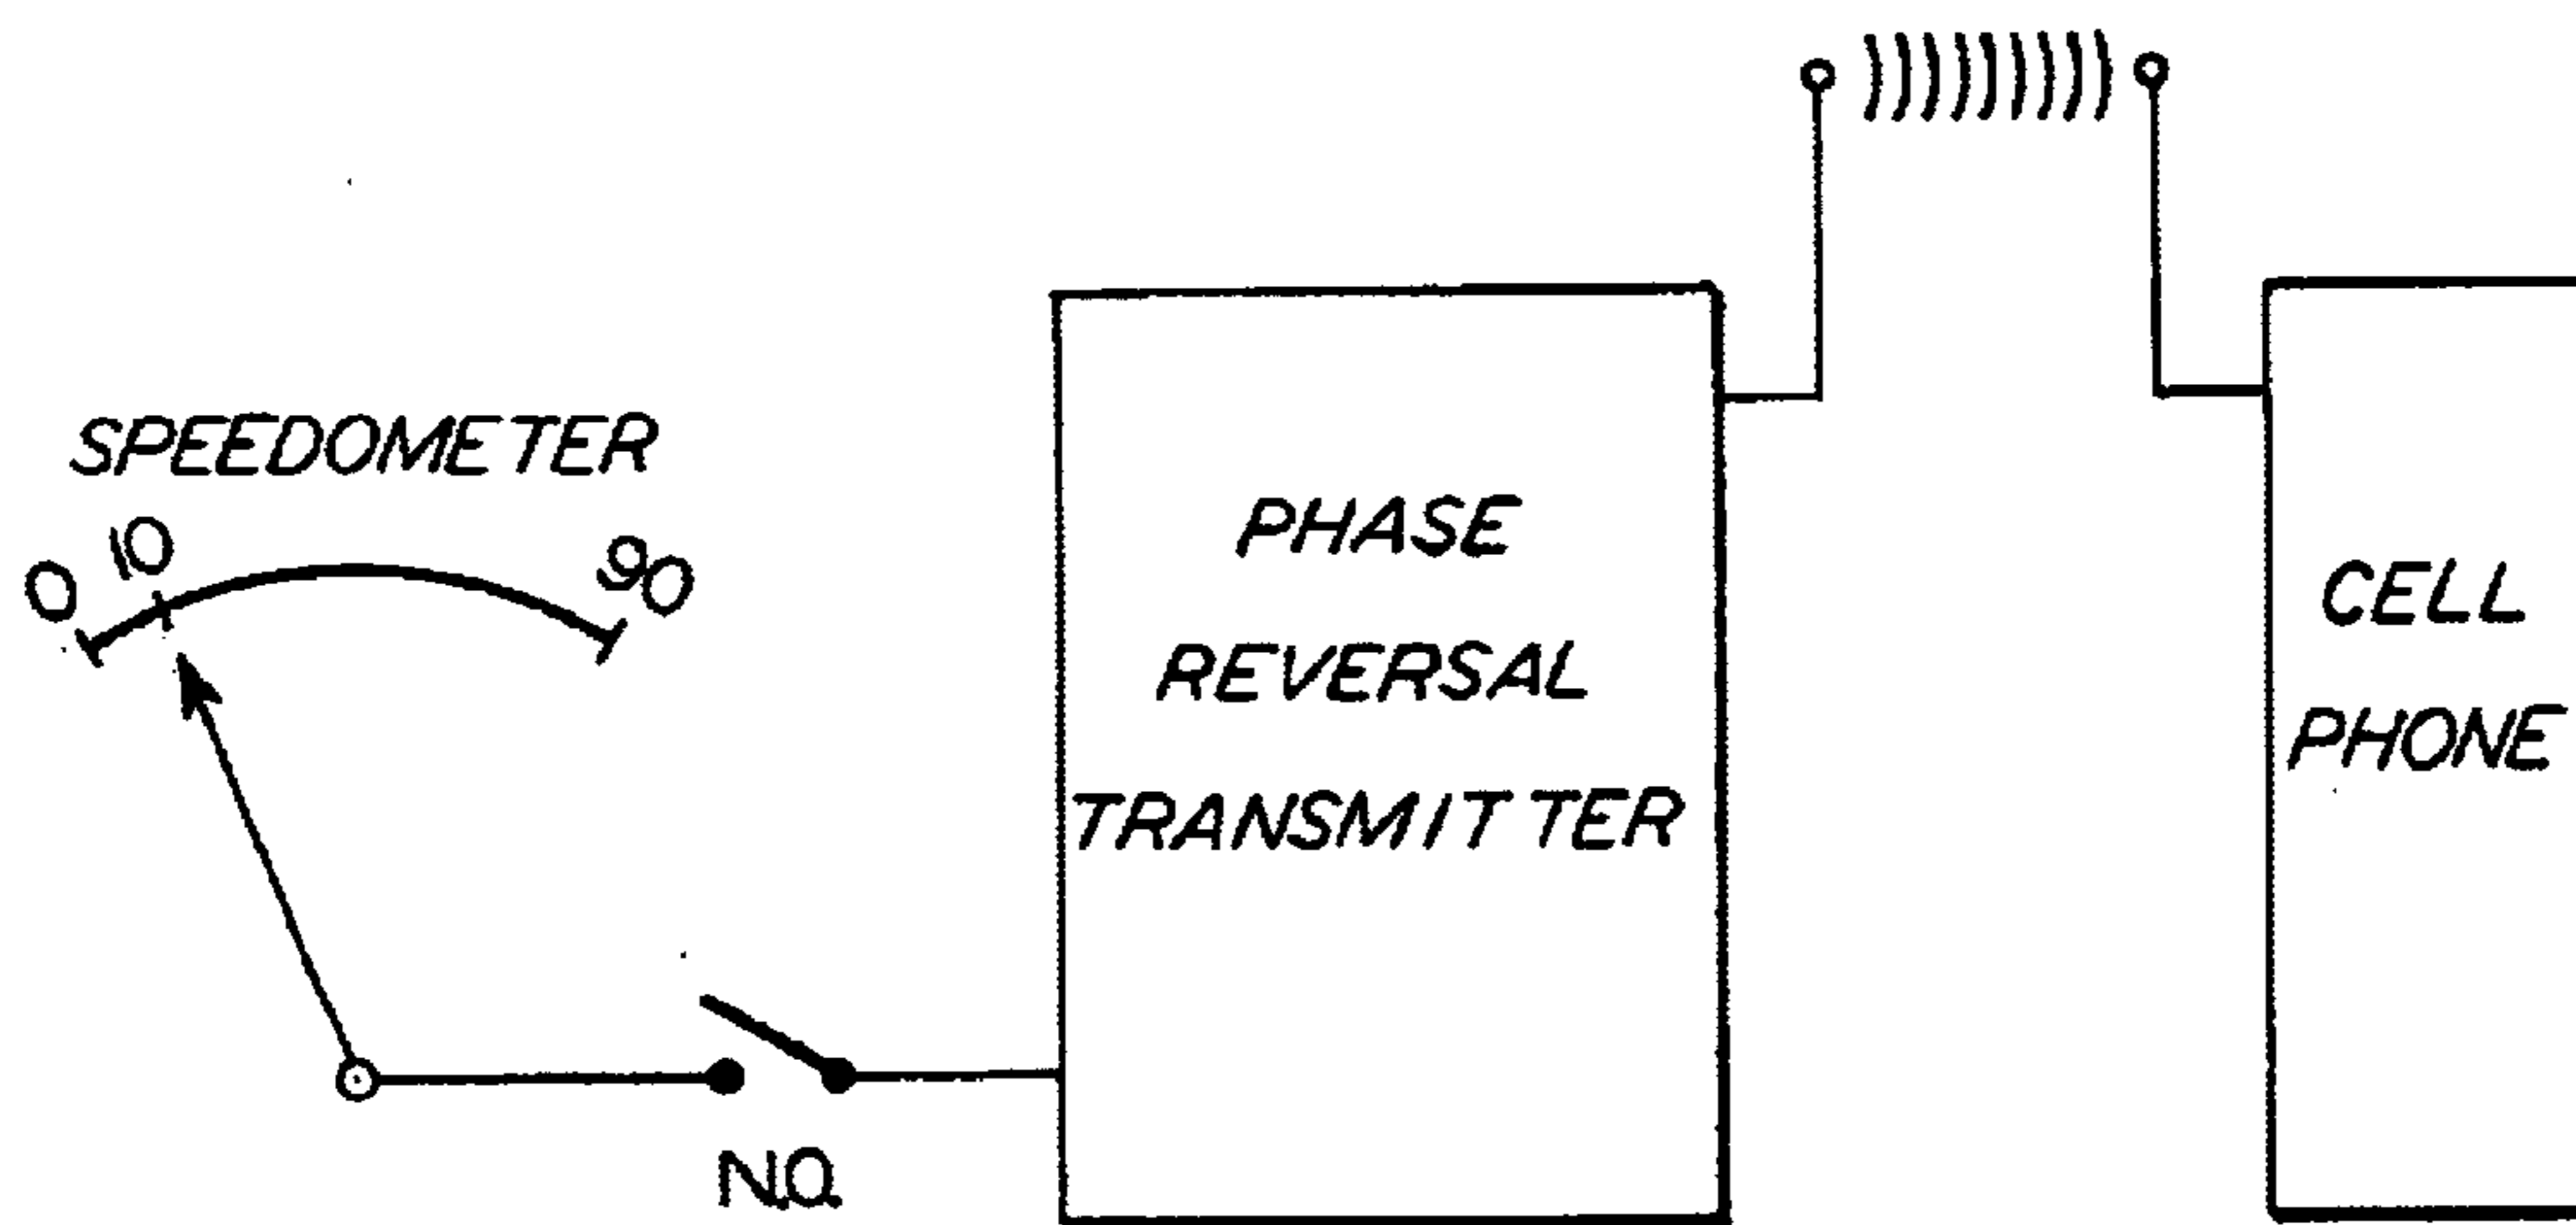 SPEEDOMETER
0 10 90
N.O.
PHASE
REVERSAL
TRANSMITTER
CELL
PHONE